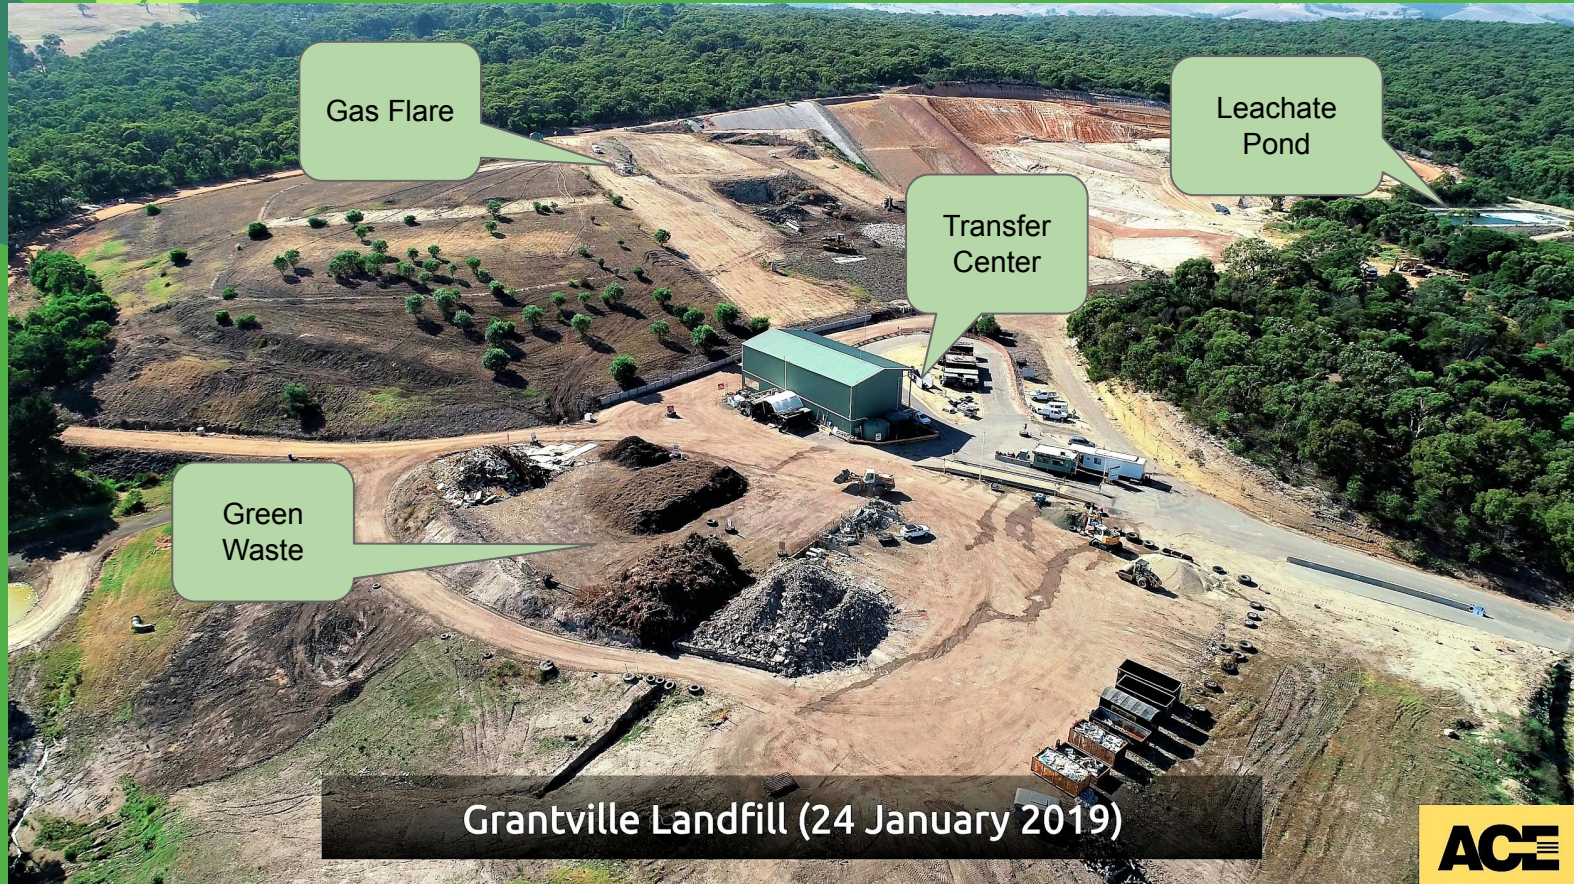 Gas Flare
Leachate
Pond
Transfer
Center
Green
Waste
Grantville Landfill (24 January 2019)
ACE